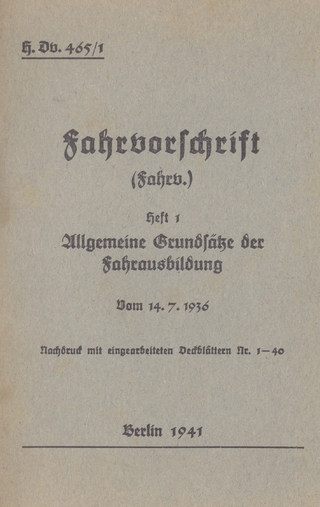 H. Dv. 465/1
Fahrvorschrift
(Fahrv.)
Heft 1
Allgemeine Grundsätze der
Fahrausbildung
Vom 14. 7. 1936
Nachdruck mit eingearbeiteten Deckblättern Nr. 1–40
Berlin 1941